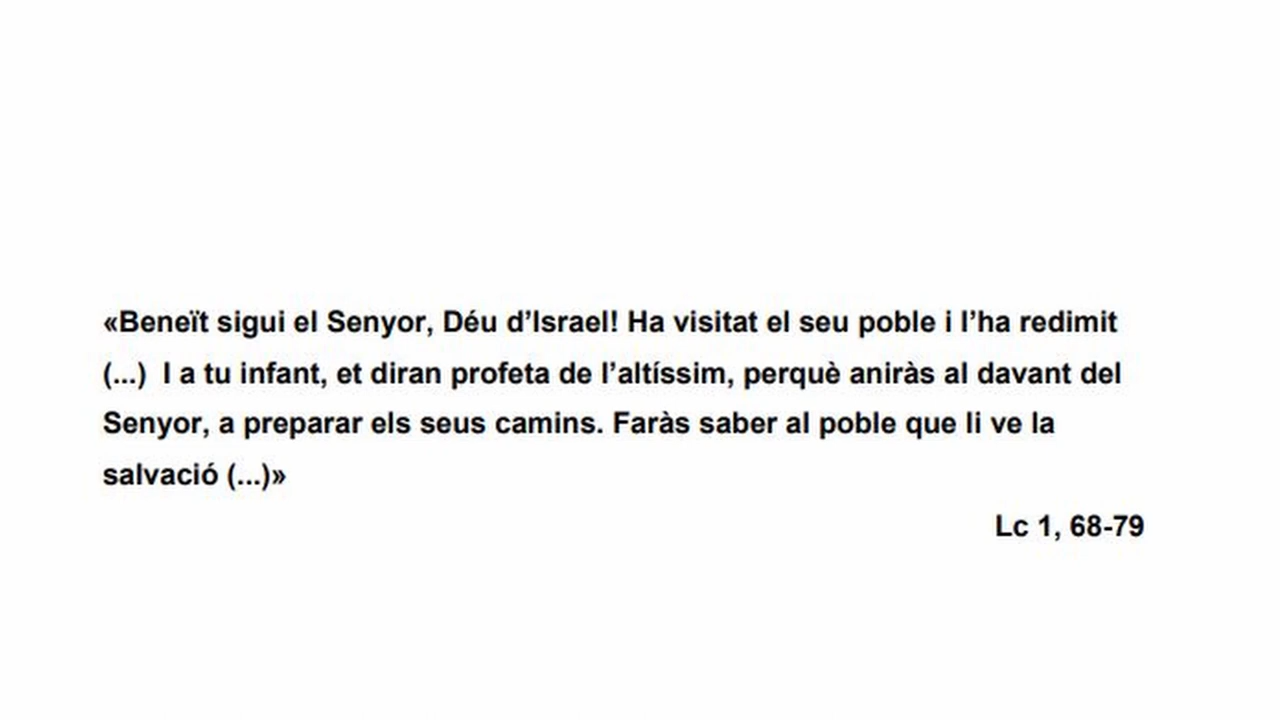 «Beneït sigui el Senyor, Déu d’Israel! Ha visitat el seu poble i l’ha redimit
(...) I a tu infant, et diran profeta de l’altíssim, perquè aniràs al davant del
Senyor, a preparar els seus camins. Faràs saber al poble que li ve la
salvació (...)»
Lc 1, 68-79